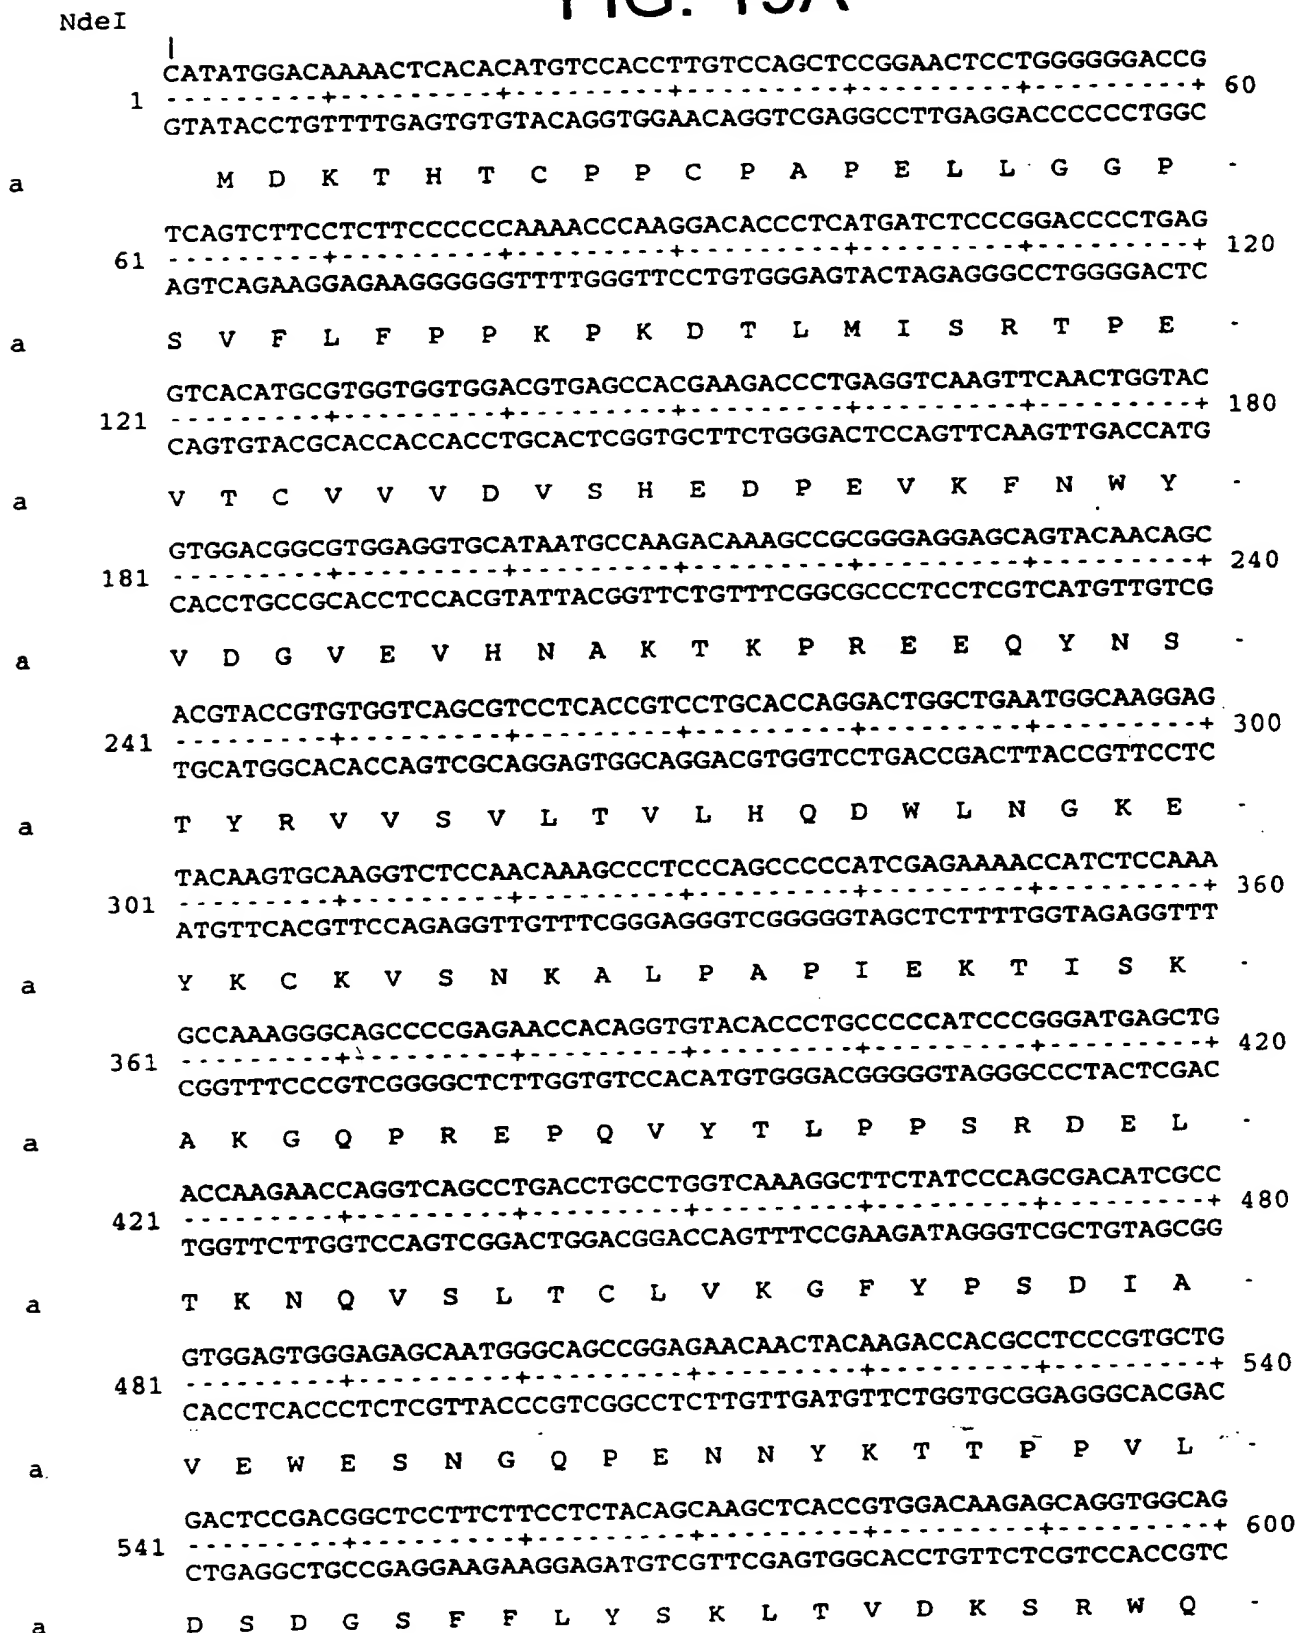 FIG. 15A
NdeI
CATATGGACAAAACTCACACATGTCCACCTTGTCCAGCTCCGGAACTCCTGGGGGGACCG
1 ---------+---------+---------+---------+---------+---------+ 60
GTATACCTGTTTTGAGTGTGTACAGGTGGAACAGGTCGAGGCCTTGAGGACCCCCCTGGC
a M D K T H T C P P C P A P E L L G G P -
TCAGTCTTCCTCTTCCCCCCAAAACCCAAGGACACCCTCATGATCTCCCGGACCCCTGAG
61 ---------+---------+---------+---------+---------+---------+ 120
AGTCAGAAGGAGAAGGGGGGTTTTGGGTTCCTGTGGGAGTACTAGAGGGCCTGGGGACTC
a S V F L F P P K P K D T L M I S R T P E -
GTCACATGCGTGGTGGTGGACGTGAGCCACGAAGACCCTGAGGTCAAGTTCAACTGGTAC
121 ---------+---------+---------+---------+---------+---------+ 180
CAGTGTACGCACCACCACCTGCACTCGGTGCTTCTGGGACTCCAGTTCAAGTTGACCATG
a V T C V V V D V S H E D P E V K F N W Y -
GTGGACGGCGTGGAGGTGCATAATGCCAAGACAAAGCCGCGGGAGGAGCAGTACAACAGC
181 ---------+---------+---------+---------+---------+---------+ 240
CACCTGCCGCACCTCCACGTATTACGGTTCTGTTTCGGCGCCCTCCTCGTCATGTTGTCG
a V D G V E V H N A K T K P R E E Q Y N S -
ACGTACCGTGTGGTCAGCGTCCTCACCGTCCTGCACCAGGACTGGCTGAATGGCAAGGAG
241 ---------+---------+---------+---------+---------+---------+ 300
TGCATGGCACACCAGTCGCAGGAGTGGCAGGACGTGGTCCTGACCGACTTACCGTTCCTC
a T Y R V V S V L T V L H Q D W L N G K E -
TACAAGTGCAAGGTCTCCAACAAAGCCCTCCCAGCCCCCATCGAGAAAACCATCTCCAAA
301 ---------+---------+---------+---------+---------+---------+ 360
ATGTTCACGTTCCAGAGGTTGTTTCGGGAGGGTCGGGGGTAGCTCTTTTGGTAGAGGTTT
a Y K C K V S N K A L P A P I E K T I S K -
GCCAAAGGGCAGCCCCGAGAACCACAGGTGTACACCCTGCCCCCATCCCGGGATGAGCTG
361 ---------+---------+---------+---------+---------+---------+ 420
CGGTTTCCCGTCGGGGCTCTTGGTGTCCACATGTGGGACGGGGGTAGGGCCCTACTCGAC
a A K G Q P R E P Q V Y T L P P S R D E L -
ACCAAGAACCAGGTCAGCCTGACCTGCCTGGTCAAAGGCTTCTATCCCAGCGACATCGCC
421 ---------+---------+---------+---------+---------+---------+ 480
TGGTTCTTGGTCCAGTCGGACTGGACGGACCAGTTTCCGAAGATAGGGTCGCTGTAGCGG
a T K N Q V S L T C L V K G F Y P S D I A -
GTGGAGTGGGAGAGCAATGGGCAGCCGGAGAACAACTACAAGACCACGCCTCCCGTGCTG
481 ---------+---------+---------+---------+---------+---------+ 540
CACCTCACCCTCTCGTTACCCGTCGGCCTCTTGTTGATGTTCTGGTGCGGAGGGCACGAC
a V E W E S N G Q P E N N Y K T T P P V L -
GACTCCGACGGCTCCTTCTTCCTCTACAGCAAGCTCACCGTGGACAAGAGCAGGTGGCAG
541 ---------+---------+---------+---------+---------+---------+ 600
CTGAGGCTGCCGAGGAAGAAGGAGATGTCGTTCGAGTGGCACCTGTTCTCGTCCACCGTC
a D S D G S F F L Y S K L T V D K S R W Q -